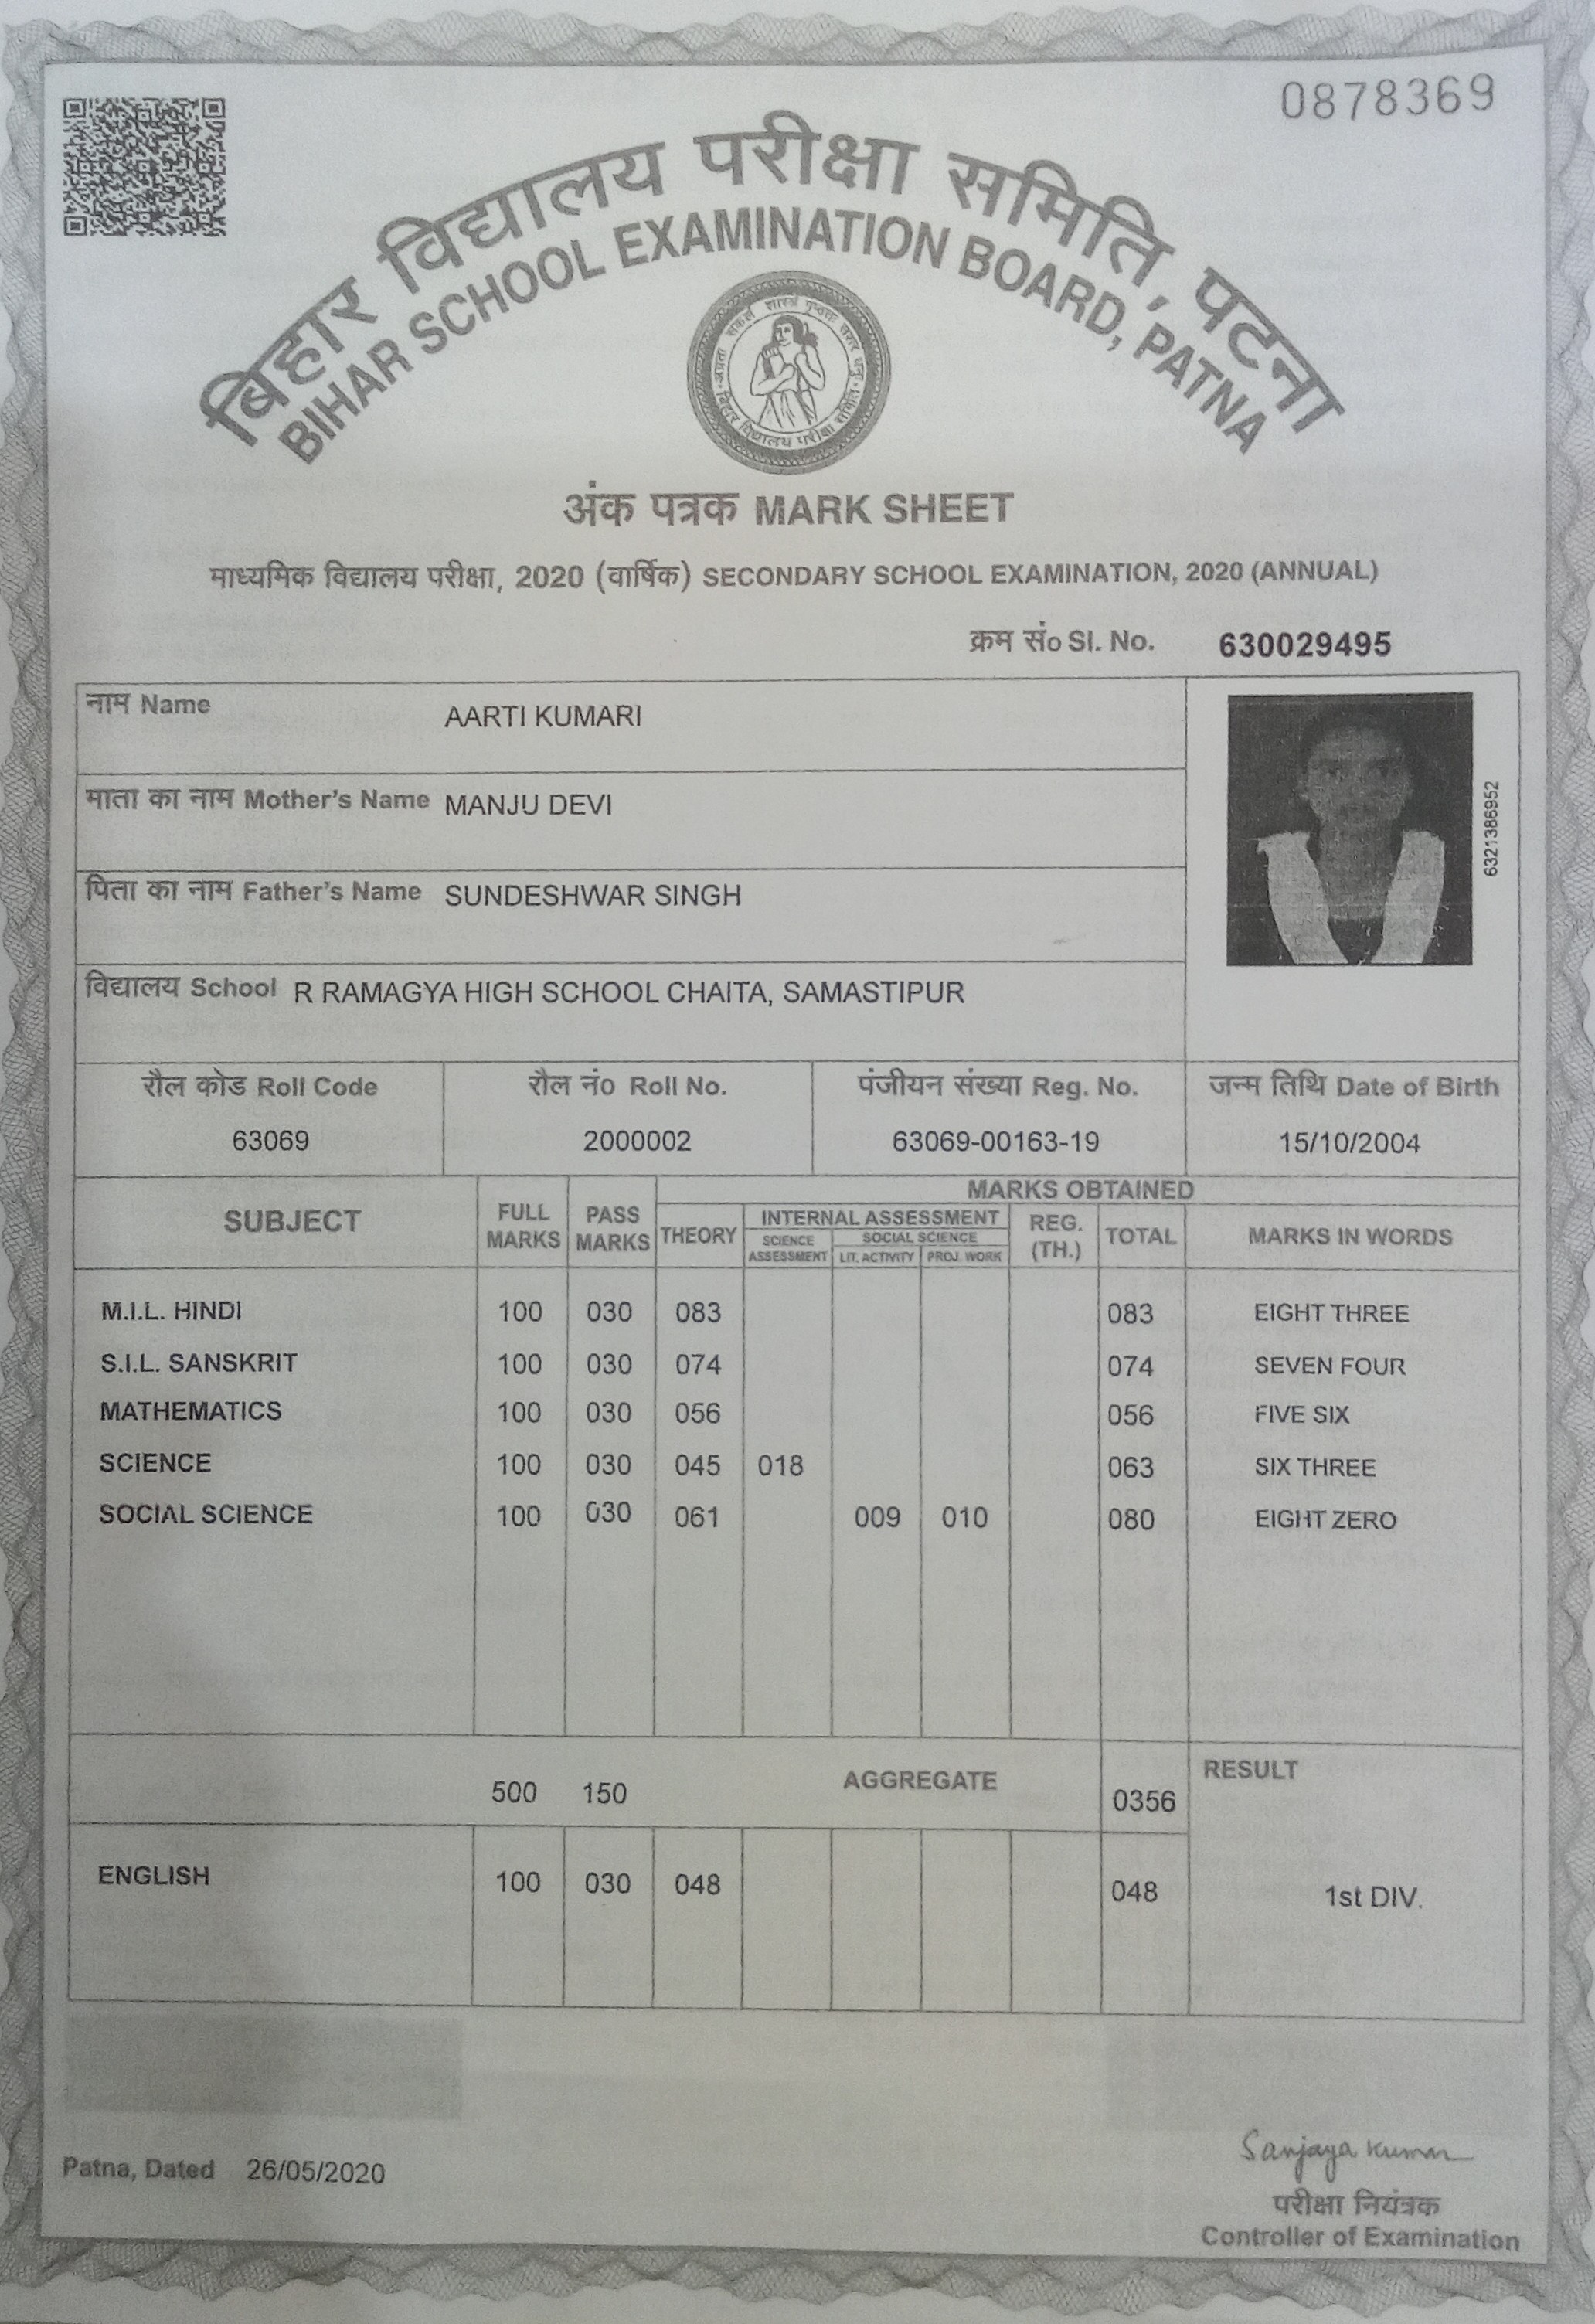 0878369
बिहार विद्यालय परीक्षा समिति, पटना
BIHAR SCHOOL EXAMINATION BOARD, PATNA
अंक पत्रक MARK SHEET
माध्यमिक विद्यालय परीक्षा, 2020 (वार्षिक) SECONDARY SCHOOL EXAMINATION, 2020 (ANNUAL)
क्रम सं० Sl. No. 630029495
नाम Name AARTI KUMARI
माता का नाम Mother's Name MANJU DEVI
6321386952
पिता का नाम Father's Name SUNDESHWAR SINGH
विद्यालय School R RAMAGYA HIGH SCHOOL CHAITA, SAMASTIPUR
रौल कोड Roll Code रौल नं० Roll No. पंजीयन संख्या Reg. No. जन्म तिथि Date of Birth
63069 2000002 63069-00163-19 15/10/2004
SUBJECT FULL MARKS PASS MARKS MARKS OBTAINED
THEORY INTERNAL ASSESSMENT REG. (TH.) TOTAL MARKS IN WORDS
SCIENCE ASSESSMENT SOCIAL SCIENCE
LIT. ACTIVITY PROJ. WORK
M.I.L. HINDI 100 030 083 083 EIGHT THREE
S.I.L. SANSKRIT 100 030 074 074 SEVEN FOUR
MATHEMATICS 100 030 056 056 FIVE SIX
SCIENCE 100 030 045 018 063 SIX THREE
SOCIAL SCIENCE 100 030 061 009 010 080 EIGHT ZERO
500 150 AGGREGATE 0356 RESULT
ENGLISH 100 030 048 048 1st DIV.
Patna, Dated 26/05/2020
Sanjaya Kumar
परीक्षा नियंत्रक
Controller of Examination